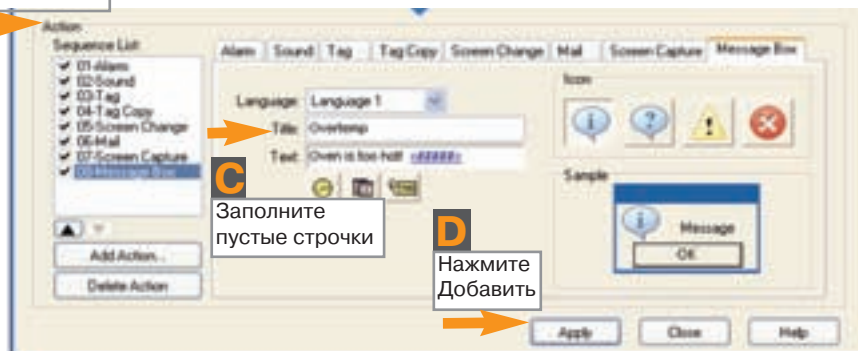 Action
Sequence List:
01-Alarm
02-Sound
03-Tag
04-Tag Copy
05-Screen Change
06-Mail
07-Screen Capture
08-Message Box
Add Action...
Delete Action
Alarm Sound Tag Tag Copy Screen Change Mail Screen Capture Message Box
Language: Language 1
Title: Overtemp
Text: Oven is too hot!
C
Заполните
пустые строчки
D
Нажмите
Добавить
Icon
Sample
Message
OK
Apply Close Help